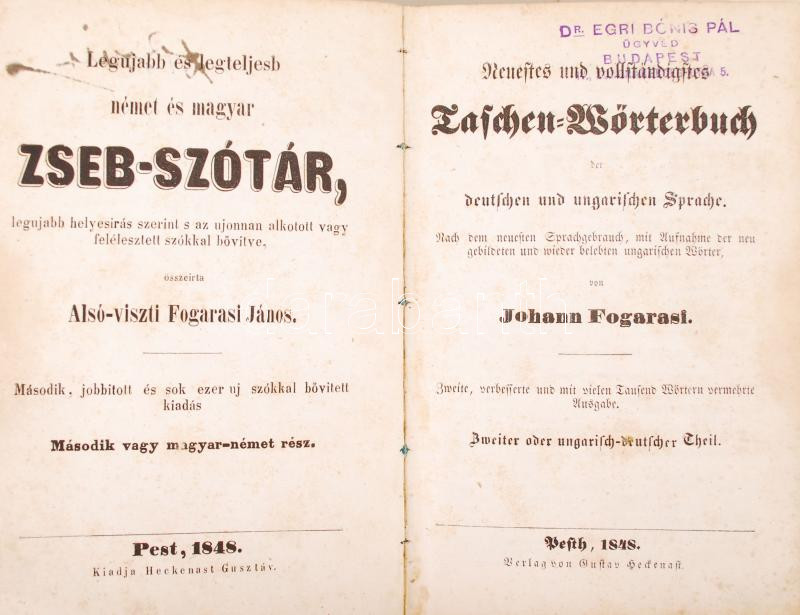 Legujabb és legteljesb
német és magyar
ZSEB-SZÓTÁR,
legujabb helyesirás szerint s az ujonnan alkotott vagy
felélesztett szókkal bővitve.
összeirta
Alsó-viszti Fogarasi János.
Második, jobbitott és sok ezer uj szókkal bővitett
kiadás
Második vagy magyar-német rész.
Pest, 1848.
Kiadja Heckenast Gusztáv.
DR. EGRI BÓNIS PÁL
ÜGYVÉD
BUDAPEST
5.
Neuestes und vollständigstes
Taschen=Wörterbuch
der
deutschen und ungarischen Sprache.
Nach dem neuesten Sprachgebrauch, mit Aufnahme der neu
gebildeten und wieder belebten ungarischen Wörter,
von
Johann Fogarasi.
Zweite, verbesserte und mit vielen Tausend Wörtern vermehrte
Ausgabe.
Zweiter oder ungarisch-deutscher Theil.
Pesth, 1848.
Verlag von Gustav Heckenast.
darabanth